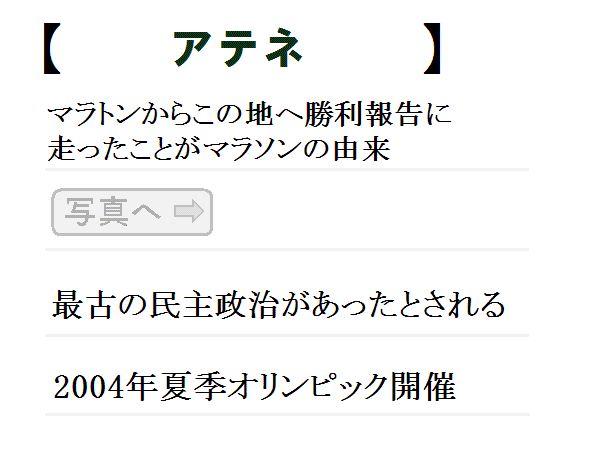 【 アテネ 】
マラトンからこの地へ勝利報告に
走ったことがマラソンの由来
写真へ ⇨
最古の民主政治があったとされる
2004年夏季オリンピック開催